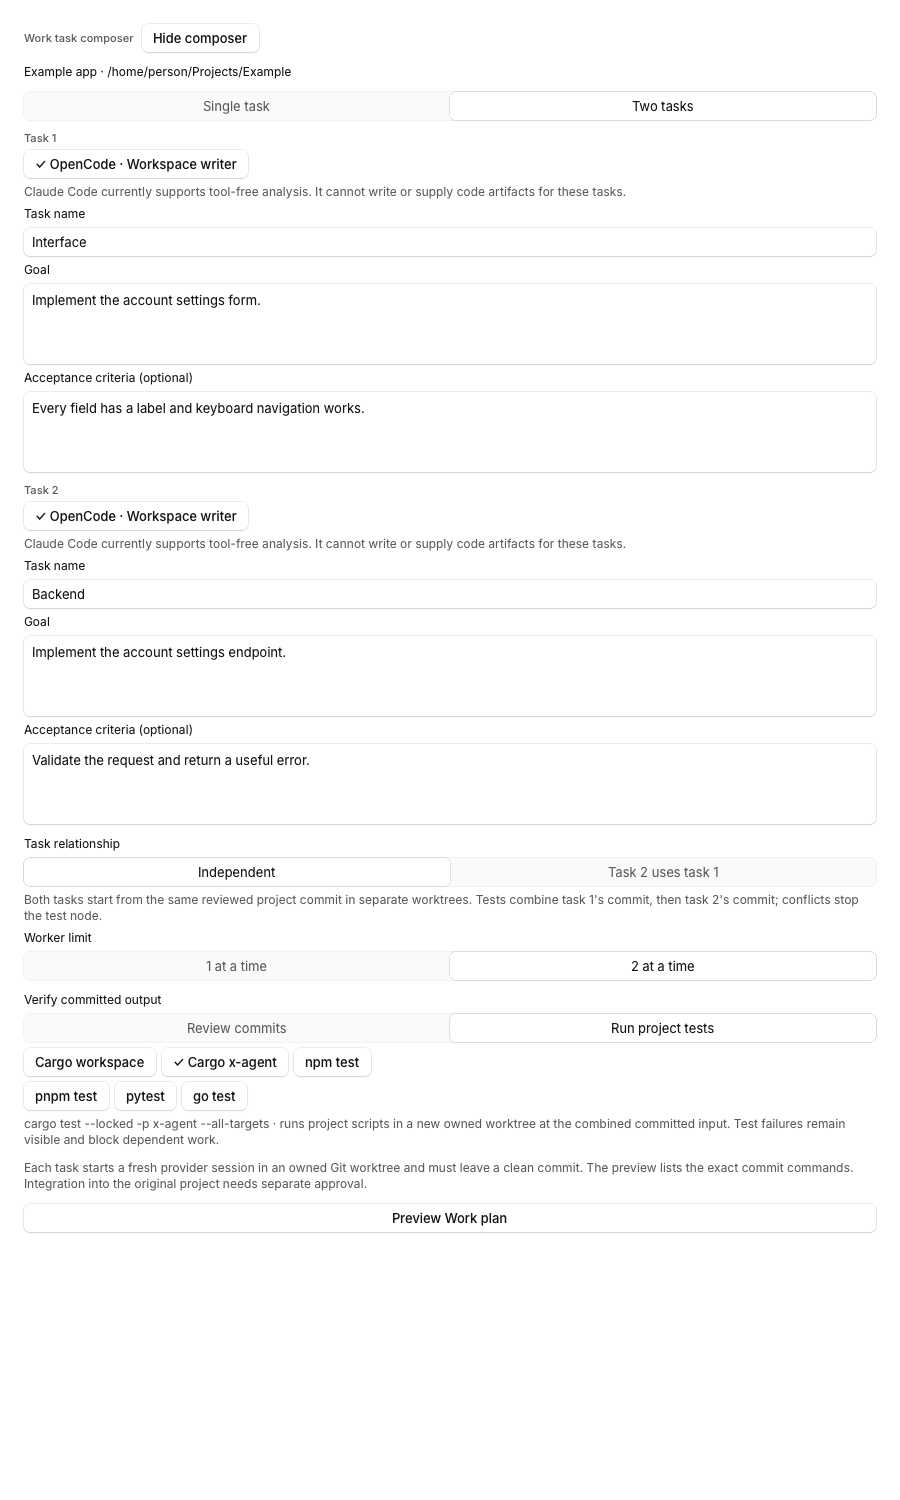 Work task composer Hide composer
Example app · /home/person/Projects/Example
Single task Two tasks
Task 1
✓ OpenCode · Workspace writer
Claude Code currently supports tool-free analysis. It cannot write or supply code artifacts for these tasks.
Task name
Interface
Goal
Implement the account settings form.
Acceptance criteria (optional)
Every field has a label and keyboard navigation works.
Task 2
✓ OpenCode · Workspace writer
Claude Code currently supports tool-free analysis. It cannot write or supply code artifacts for these tasks.
Task name
Backend
Goal
Implement the account settings endpoint.
Acceptance criteria (optional)
Validate the request and return a useful error.
Task relationship
Independent Task 2 uses task 1
Both tasks start from the same reviewed project commit in separate worktrees. Tests combine task 1's commit, then task 2's commit; conflicts stop
the test node.
Worker limit
1 at a time 2 at a time
Verify committed output
Review commits Run project tests
Cargo workspace ✓ Cargo x-agent npm test
pnpm test pytest go test
cargo test --locked -p x-agent --all-targets · runs project scripts in a new owned worktree at the combined committed input. Test failures remain
visible and block dependent work.
Each task starts a fresh provider session in an owned Git worktree and must leave a clean commit. The preview lists the exact commit commands.
Integration into the original project needs separate approval.
Preview Work plan